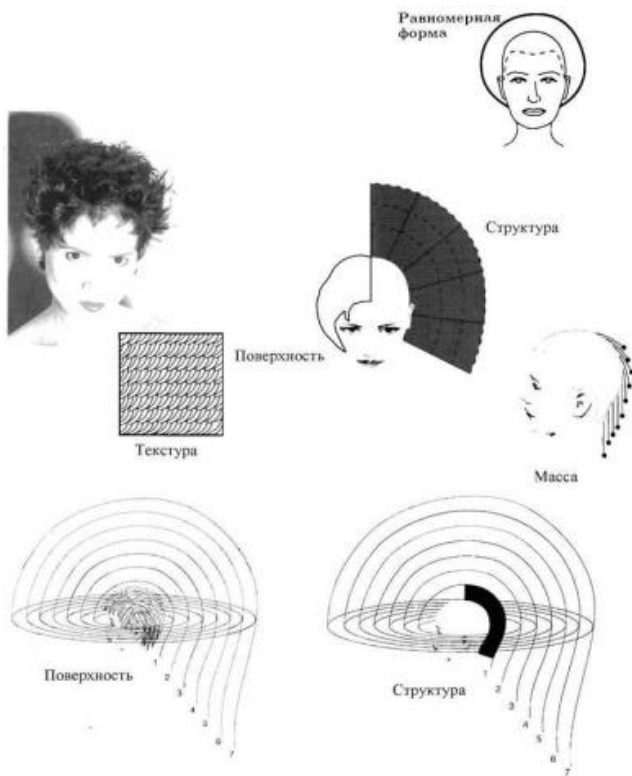 Равномерная
форма
Структура
Поверхность
Текстура
Масса
Поверхность
1
2
3
4
5
6
7
Структура
1
2
3
4
5
6
7